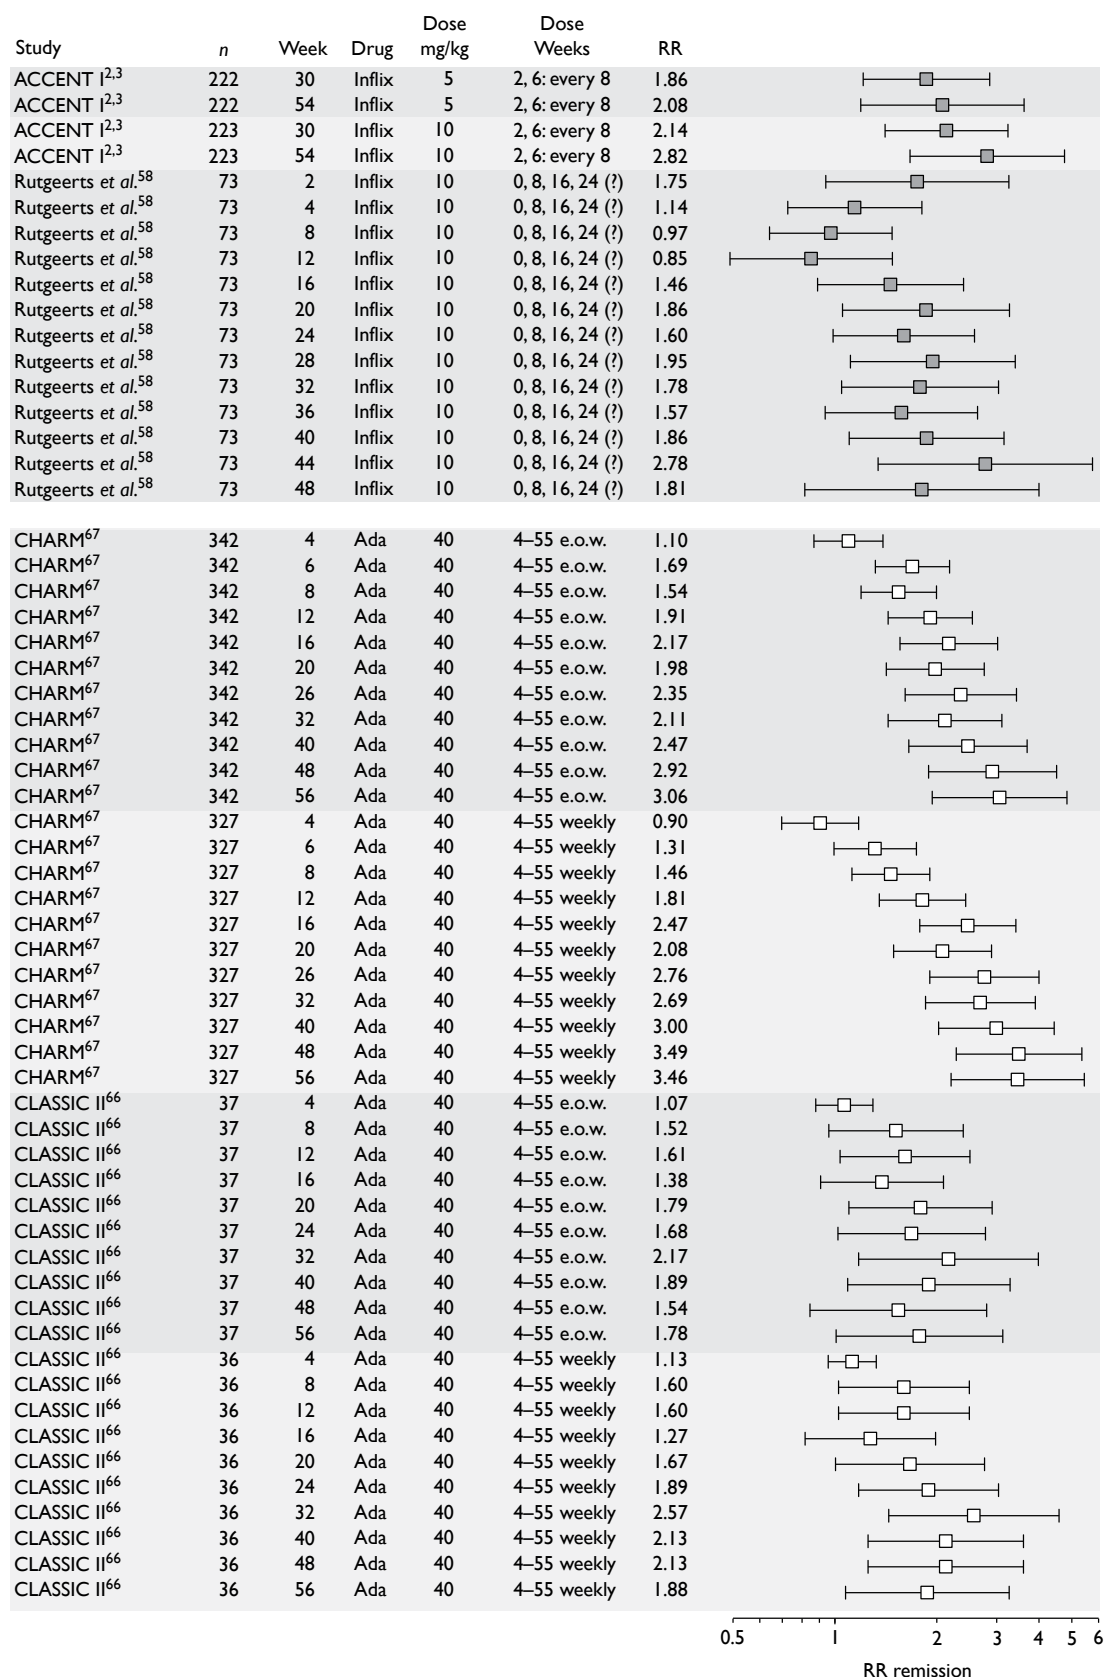 Study n Week Drug Dose mg/kg Dose Weeks RR
ACCENT I2,3 222 30 Inflix 5 2, 6: every 8 1.86
ACCENT I2,3 222 54 Inflix 5 2, 6: every 8 2.08
ACCENT I2,3 223 30 Inflix 10 2, 6: every 8 2.14
ACCENT I2,3 223 54 Inflix 10 2, 6: every 8 2.82
Rutgeerts et al.58 73 2 Inflix 10 0, 8, 16, 24 (?) 1.75
Rutgeerts et al.58 73 4 Inflix 10 0, 8, 16, 24 (?) 1.14
Rutgeerts et al.58 73 8 Inflix 10 0, 8, 16, 24 (?) 0.97
Rutgeerts et al.58 73 12 Inflix 10 0, 8, 16, 24 (?) 0.85
Rutgeerts et al.58 73 16 Inflix 10 0, 8, 16, 24 (?) 1.46
Rutgeerts et al.58 73 20 Inflix 10 0, 8, 16, 24 (?) 1.86
Rutgeerts et al.58 73 24 Inflix 10 0, 8, 16, 24 (?) 1.60
Rutgeerts et al.58 73 28 Inflix 10 0, 8, 16, 24 (?) 1.95
Rutgeerts et al.58 73 32 Inflix 10 0, 8, 16, 24 (?) 1.78
Rutgeerts et al.58 73 36 Inflix 10 0, 8, 16, 24 (?) 1.57
Rutgeerts et al.58 73 40 Inflix 10 0, 8, 16, 24 (?) 1.86
Rutgeerts et al.58 73 44 Inflix 10 0, 8, 16, 24 (?) 2.78
Rutgeerts et al.58 73 48 Inflix 10 0, 8, 16, 24 (?) 1.81
CHARM67 342 4 Ada 40 4–55 e.o.w. 1.10
CHARM67 342 6 Ada 40 4–55 e.o.w. 1.69
CHARM67 342 8 Ada 40 4–55 e.o.w. 1.54
CHARM67 342 12 Ada 40 4–55 e.o.w. 1.91
CHARM67 342 16 Ada 40 4–55 e.o.w. 2.17
CHARM67 342 20 Ada 40 4–55 e.o.w. 1.98
CHARM67 342 26 Ada 40 4–55 e.o.w. 2.35
CHARM67 342 32 Ada 40 4–55 e.o.w. 2.11
CHARM67 342 40 Ada 40 4–55 e.o.w. 2.47
CHARM67 342 48 Ada 40 4–55 e.o.w. 2.92
CHARM67 342 56 Ada 40 4–55 e.o.w. 3.06
CHARM67 327 4 Ada 40 4–55 weekly 0.90
CHARM67 327 6 Ada 40 4–55 weekly 1.31
CHARM67 327 8 Ada 40 4–55 weekly 1.46
CHARM67 327 12 Ada 40 4–55 weekly 1.81
CHARM67 327 16 Ada 40 4–55 weekly 2.47
CHARM67 327 20 Ada 40 4–55 weekly 2.08
CHARM67 327 26 Ada 40 4–55 weekly 2.76
CHARM67 327 32 Ada 40 4–55 weekly 2.69
CHARM67 327 40 Ada 40 4–55 weekly 3.00
CHARM67 327 48 Ada 40 4–55 weekly 3.49
CHARM67 327 56 Ada 40 4–55 weekly 3.46
CLASSIC II66 37 4 Ada 40 4–55 e.o.w. 1.07
CLASSIC II66 37 8 Ada 40 4–55 e.o.w. 1.52
CLASSIC II66 37 12 Ada 40 4–55 e.o.w. 1.61
CLASSIC II66 37 16 Ada 40 4–55 e.o.w. 1.38
CLASSIC II66 37 20 Ada 40 4–55 e.o.w. 1.79
CLASSIC II66 37 24 Ada 40 4–55 e.o.w. 1.68
CLASSIC II66 37 32 Ada 40 4–55 e.o.w. 2.17
CLASSIC II66 37 40 Ada 40 4–55 e.o.w. 1.89
CLASSIC II66 37 48 Ada 40 4–55 e.o.w. 1.54
CLASSIC II66 37 56 Ada 40 4–55 e.o.w. 1.78
CLASSIC II66 36 4 Ada 40 4–55 weekly 1.13
CLASSIC II66 36 8 Ada 40 4–55 weekly 1.60
CLASSIC II66 36 12 Ada 40 4–55 weekly 1.60
CLASSIC II66 36 16 Ada 40 4–55 weekly 1.27
CLASSIC II66 36 20 Ada 40 4–55 weekly 1.67
CLASSIC II66 36 24 Ada 40 4–55 weekly 1.89
CLASSIC II66 36 32 Ada 40 4–55 weekly 2.57
CLASSIC II66 36 40 Ada 40 4–55 weekly 2.13
CLASSIC II66 36 48 Ada 40 4–55 weekly 2.13
CLASSIC II66 36 56 Ada 40 4–55 weekly 1.88
0.5 1 2 3 4 5 6
RR remission